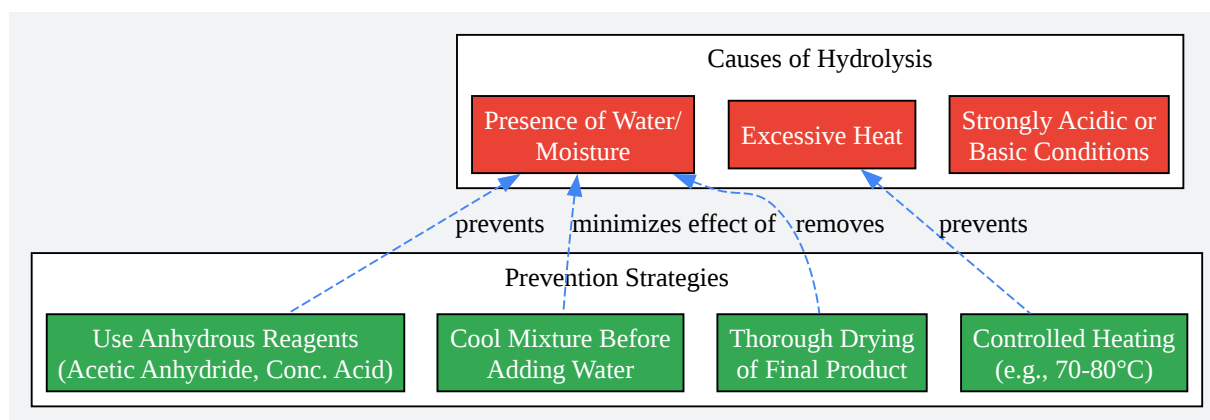 Causes of Hydrolysis
Presence of Water/
Moisture
Excessive Heat
Strongly Acidic or
Basic Conditions
prevents
minimizes effect of
removes
prevents
Prevention Strategies
Use Anhydrous Reagents
(Acetic Anhydride, Conc. Acid)
Cool Mixture Before
Adding Water
Thorough Drying
of Final Product
Controlled Heating
(e.g., 70-80°C)